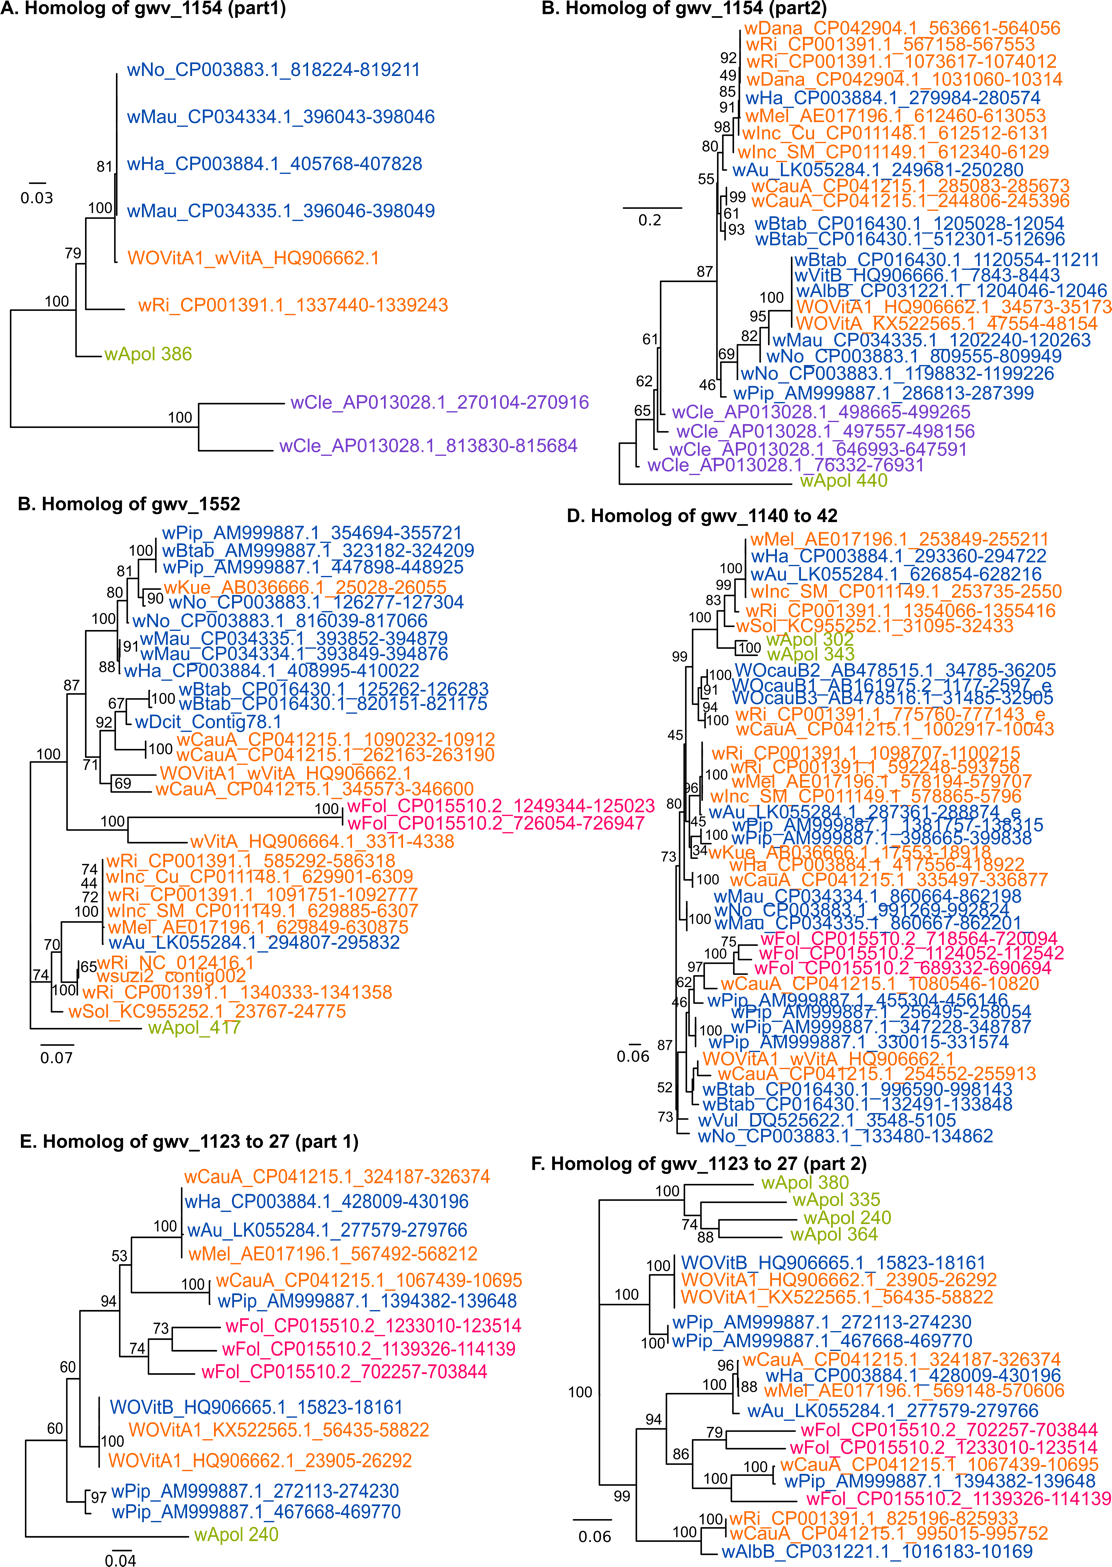 A. Homolog of gwv_1154 (part1)
wNo_CP003883.1_818224-819211
wMau_CP034334.1_396043-398046
81
wHa_CP003884.1_405768-407828
0.03
100
wMau_CP034335.1_396046-398049
79
WOVitA1_wVitA_HQ906662.1
100
wRi_CP001391.1_1337440-1339243
wApol 386
wCle_AP013028.1_270104-270916
100
wCle_AP013028.1_813830-815684
B. Homolog of gwv_1154 (part2)
wDana_CP042904.1_563661-564056
wRi_CP001391.1_567158-567553
92
wRi_CP001391.1_1073617-1074012
49
wDana_CP042904.1_1031060-10314
85
wHa_CP003884.1_279984-280574
91
wMel_AE017196.1_612460-613053
98
wInc_Cu_CP011148.1_612512-6131
80
wInc_SM_CP011149.1_612340-6129
wAu_LK055284.1_249681-250280
55
wCauA_CP041215.1_285083-285673
99
wCauA_CP041215.1_244806-245396
61
0.2
wBtab_CP016430.1_1205028-12054
93
wBtab_CP016430.1_512301-512696
87
wBtab_CP016430.1_1120554-11211
wVitB_HQ906666.1_7843-8443
wAlbB_CP031221.1_1204046-12046
100
WOVitA1_HQ906662.1_34573-35173
95
WOVitA_KX522565.1_47554-48154
82
wMau_CP034335.1_1202240-120263
61
69
wNo_CP003883.1_809555-809949
wNo_CP003883.1_1198832-1199226
62
46
wPip_AM999887.1_286813-287399
65
wCle_AP013028.1_498665-499265
wCle_AP013028.1_497557-498156
wCle_AP013028.1_646993-647591
wCle_AP013028.1_76332-76931
wApol 440
B. Homolog of gwv_1552
wPip_AM999887.1_354694-355721
100
wBtab_AM999887.1_323182-324209
wPip_AM999887.1_447898-448925
81
wKue_AB036666.1_25028-26055
80
90
wNo_CP003883.1_126277-127304
100
wNo_CP003883.1_816039-817066
wMau_CP034335.1_393852-394879
91
wMau_CP034334.1_393849-394876
88
wHa_CP003884.1_408995-410022
87
wBtab_CP016430.1_125262-126283
67
100
wBtab_CP016430.1_820151-821175
92
wDcit_Contig78.1
wCauA_CP041215.1_1090232-10912
100
100
wCauA_CP041215.1_262163-263190
71
WOVitA1_wVitA_HQ906662.1
69
wCauA_CP041215.1_345573-346600
100
wFol_CP015510.2_1249344-125023
100
wFol_CP015510.2_726054-726947
wVitA_HQ906664.1_3311-4338
74
wRi_CP001391.1_585292-586318
44
wInc_Cu_CP011148.1_629901-6309
72
wRi_CP001391.1_1091751-1092777
100
wInc_SM_CP011149.1_629885-6307
wMel_AE017196.1_629849-630875
wAu_LK055284.1_294807-295832
70
wRi_NC_012416.1
65
wsuzi2_contig002
74
100
wRi_CP001391.1_1340333-1341358
wSol_KC955252.1_23767-24775
wApol_417
0.07
D. Homolog of gwv_1140 to 42
wMel_AE017196.1_253849-255211
wHa_CP003884.1_293360-294722
100
wAu_LK055284.1_626854-628216
99
wInc_SM_CP011149.1_253735-2550
83
wRi_CP001391.1_1354066-1355416
100
wSol_KC955252.1_31095-32433
wApol 302
100
wApol 343
99
WOcauB2_AB478515.1_34785-36205
100
WOcauB1_AB161975.2_1177-2597_e
91
WOcauB3_AB478516.1_31485-32905
94
wRi_CP001391.1_775760-777143_e
100
wCauA_CP041215.1_1002917-10043
45
wRi_CP001391.1_1098707-1100215
wRi_CP001391.1_592248-593756
100
wMel_AE017196.1_578194-579707
96
wInc_SM_CP011149.1_578865-5796
80
wAu_LK055284.1_287361-288874_e
45
wPip_AM999887.1_1381757-138315
100
wPip_AM999887.1_398665-399838
34
wKue_AB036666.1_17553-18918
73
wHa_CP003884.1_417556-418922
100
wCauA_CP041215.1_335497-336877
wMau_CP034334.1_860664-862198
100
wNo_CP003883.1_991269-992824
wMau_CP034335.1_860667-862201
75
wFol_CP015510.2_718564-720094
100
wFol_CP015510.2_1124052-112542
97
wFol_CP015510.2_689332-690694
62
wCauA_CP041215.1_1080546-10820
46
wPip_AM999887.1_455304-456146
wPip_AM999887.1_256495-258054
100
wPip_AM999887.1_347228-348787
87
wPip_AM999887.1_330015-331574
0.06
WOVitA1_wVitA_HQ906662.1
wCauA_CP041215.1_254552-255913
52
wBtab_CP016430.1_996590-998143
wBtab_CP016430.1_132491-133848
73
wVul_DQ525622.1_3548-5105
wNo_CP003883.1_133480-134862
E. Homolog of gwv_1123 to 27 (part 1)
wCauA_CP041215.1_324187-326374
wHa_CP003884.1_428009-430196
100
wAu_LK055284.1_277579-279766
53
wMel_AE017196.1_567492-568212
wCauA_CP041215.1_1067439-10695
100
94
wPip_AM999887.1_1394382-139648
73
wFol_CP015510.2_1233010-123514
74
wFol_CP015510.2_1139326-114139
60
wFol_CP015510.2_702257-703844
WOVitB_HQ906665.1_15823-18161
60
WOVitA1_KX522565.1_56435-58822
100
WOVitA1_HQ906662.1_23905-26292
97
wPip_AM999887.1_272113-274230
wPip_AM999887.1_467668-469770
wApol 240
0.04
F. Homolog of gwv_1123 to 27 (part 2)
wApol 380
100
wApol 335
74
wApol 240
88
wApol 364
WOVitB_HQ906665.1_15823-18161
100
WOVitA1_HQ906662.1_23905-26292
100
WOVitA1_KX522565.1_56435-58822
wPip_AM999887.1_272113-274230
100
wPip_AM999887.1_467668-469770
96
wCauA_CP041215.1_324187-326374
wHa_CP003884.1_428009-430196
100
88
wMel_AE017196.1_569148-570606
100
wAu_LK055284.1_277579-279766
94
79
wFol_CP015510.2_702257-703844
86
wFol_CP015510.2_1233010-123514
100
wCauA_CP041215.1_1067439-10695
100
wPip_AM999887.1_1394382-139648
99
wFol_CP015510.2_1139326-114139
0.06
100
wRi_CP001391.1_825196-825933
100
wCauA_CP041215.1_995015-995752
wAlbB_CP031221.1_1016183-10169